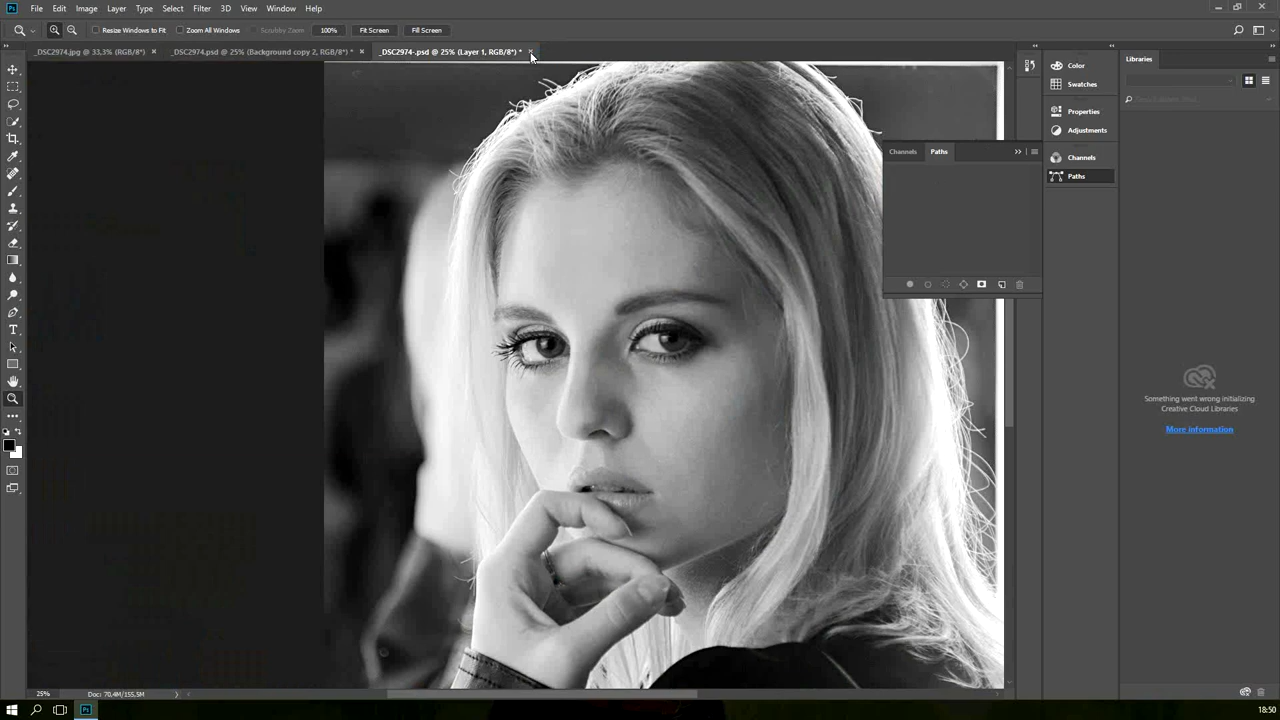 Ps File Edit Image Layer Type Select Filter 3D View Window Help
Resize Windows to Fit Zoom All Windows Scrubby Zoom 100% Fit Screen Fill Screen
_DSC2974.jpg @ 33,3% (RGB/8*) _DSC2974.psd @ 25% (Background copy 2, RGB/8*) * _DSC2974-.psd @ 25% (Layer 1, RGB/8*) *
Libraries
Color
Swatches
Properties
Adjustments
Channels
Paths
Channels Paths
Something went wrong initializing
Creative Cloud Libraries
More information
25% Doc: 70,4M/155,5M
Ps 18:50